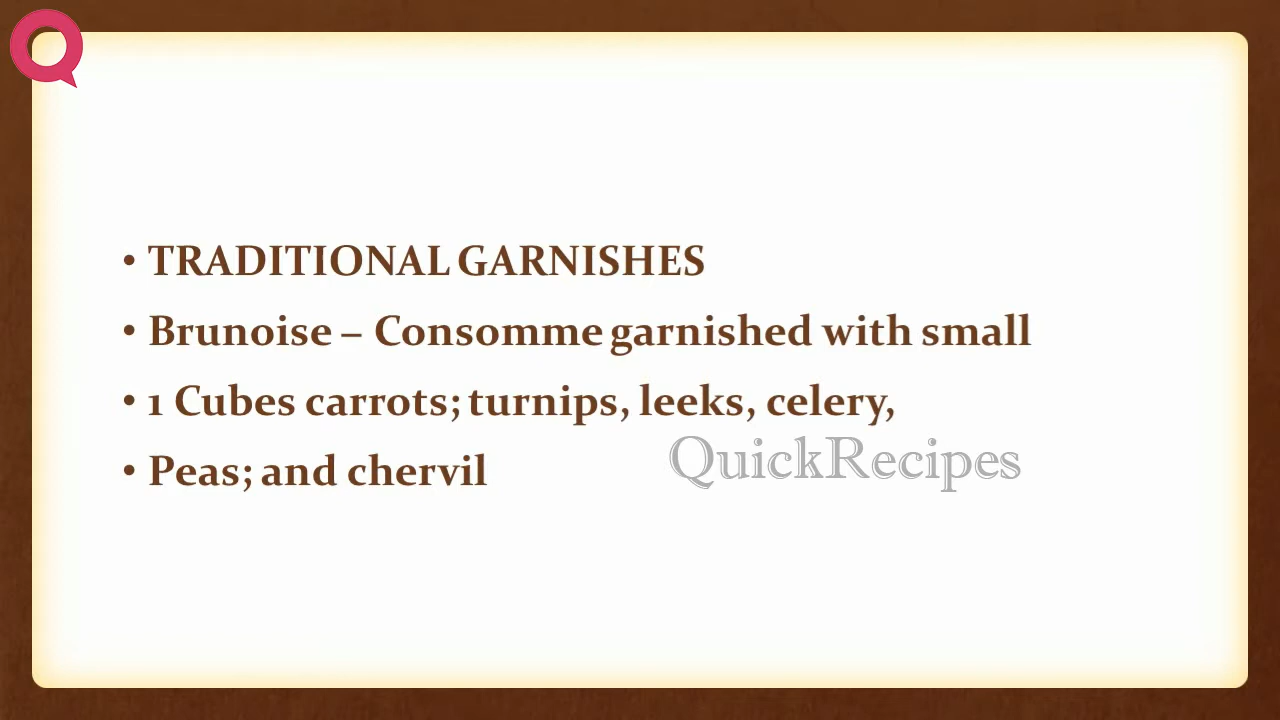 • TRADITIONAL GARNISHES
• Brunoise – Consomme garnished with small
• 1 Cubes carrots; turnips, leeks, celery,
• Peas; and chervil
QuickRecipes